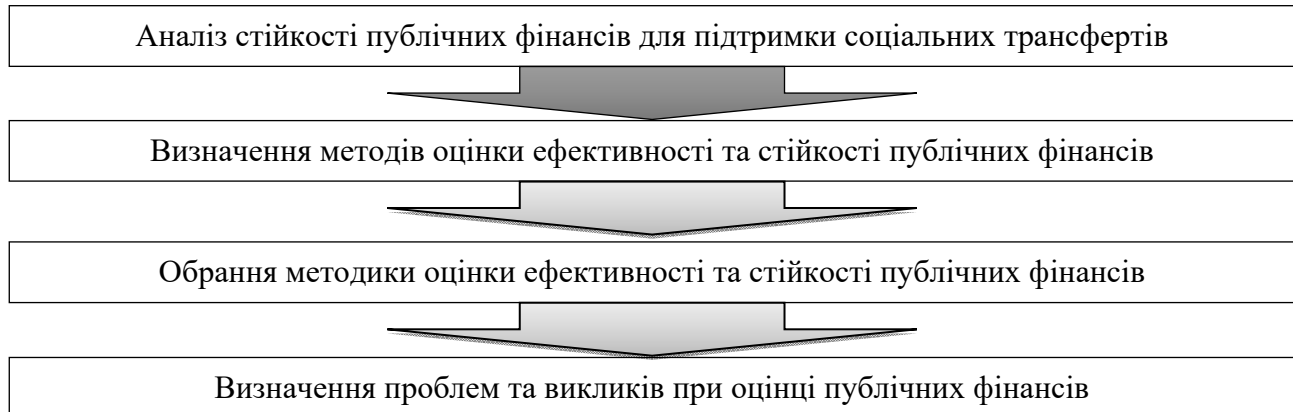 Аналіз стійкості публічних фінансів для підтримки соціальних трансфертів
Визначення методів оцінки ефективності та стійкості публічних фінансів
Обрання методики оцінки ефективності та стійкості публічних фінансів
Визначення проблем та викликів при оцінці публічних фінансів